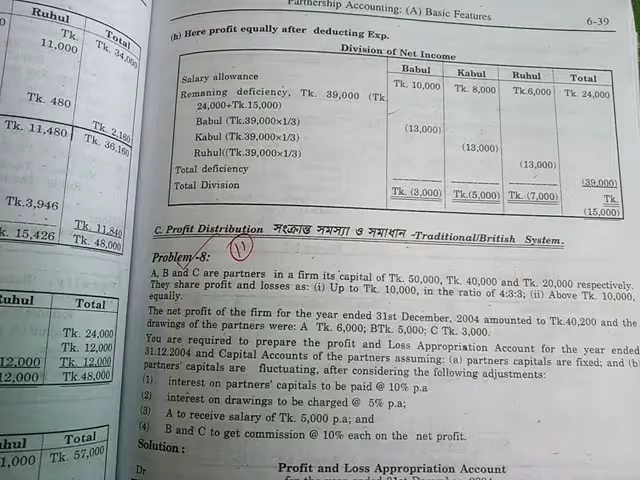 Partnership Accounting: (A) Basic Features
6-39
Ruhul Total
Tk. 11,000 Tk. 34,000
Tk. 480 Tk. 2,160
Tk. 11,480 Tk. 36,160
Tk.3,946 Tk. 11,840
k. 15,426 Tk. 48,000
Ruhul Total
Tk. 24,000
Tk. 12,000
12,000 Tk. 12,000
12,000 Tk.48,000
uhul Total
1,000 Tk. 57,000
(h) Here profit equally after deducting Exp.
Division of Net Income
Babul Kabul Ruhul Total
Salary allowance Tk. 10,000 Tk. 8,000 Tk.6,000 Tk. 24,000
Remaning deficiency, Tk. 39,000 (Tk.
24,000+Tk.15,000)
Babul (Tk.39,000×1/3) (13,000)
Kabul (Tk.39,000×1/3) (13,000)
Ruhul((Tk.39,000×1/3) (13,000)
Total deficiency (39,000)
Total Division Tk. (3,000) Tk.(5,000) Tk. (7,000) Tk. (15,000)
C. Profit Distribution সংক্রান্ত সমস্যা ও সমাধান -Traditional/British System.
Problem-8: 11
A, B and C are partners in a firm its capital of Tk. 50,000, Tk. 40,000 and Tk. 20,000 respectively.
They share profit and losses as: (i) Up to Tk. 10,000, in the ratio of 4:3:3; (ii) Above Tk. 10,000,
equally.
The net profit of the firm for the year ended 31st December, 2004 amounted to Tk.40,200 and the
drawings of the partners were: A Tk. 6,000; BTk. 5,000; C Tk. 3,000.
You are required to prepare the profit and Loss Appropriation Account for the year ended
31.12.2004 and Capital Accounts of the partners assuming: (a) partners capitals are fixed; and (b)
partners' capitals are fluctuating, after considering the following adjustments:
(1) interest on partners' capitals to be paid @ 10% p.a
(2) interest on drawings to be charged @ 5% p.a;
(3) A to receive salary of Tk. 5,000 p.a; and
(4) B and C to get commission @ 10% each on the net profit.
Solution :
Dr Profit and Loss Appropriation Account